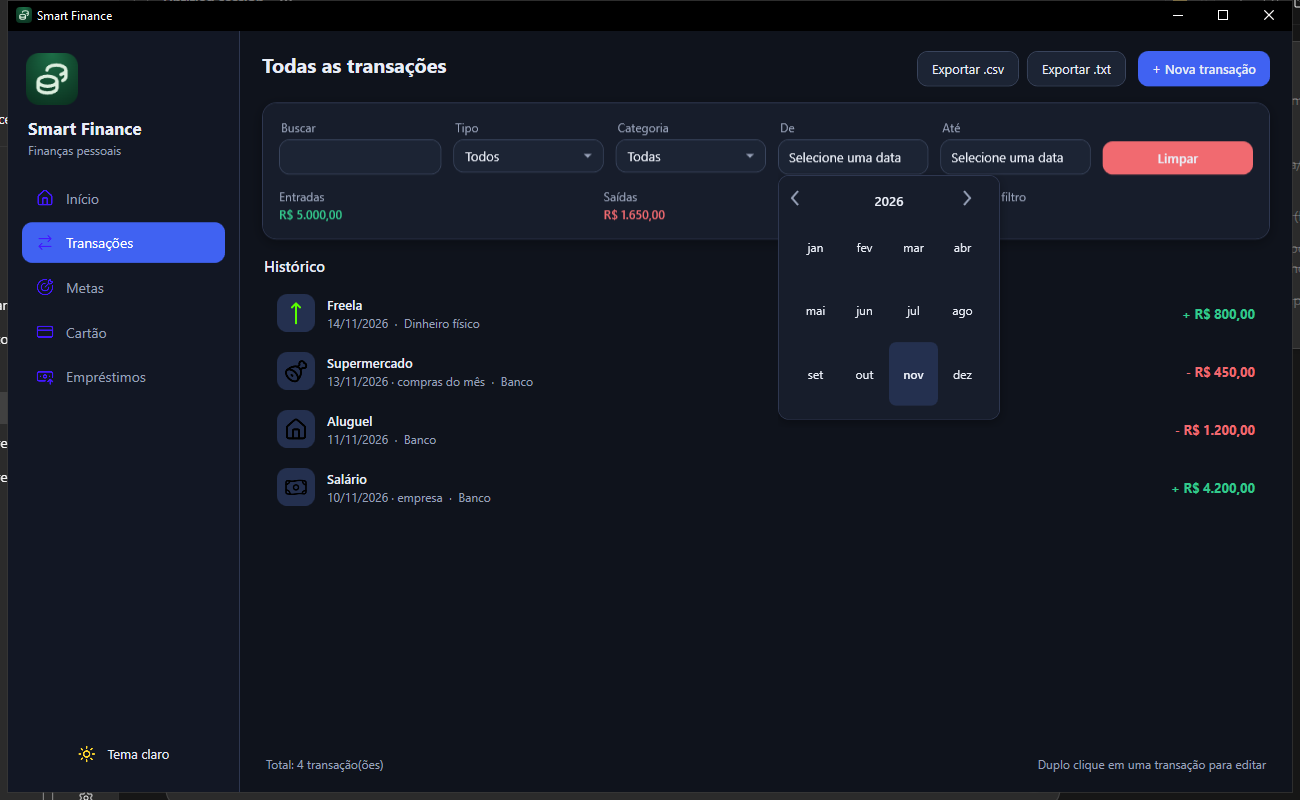 Smart Finance
Smart Finance
Finanças pessoais
Início
Transações
Metas
Cartão
Empréstimos
Tema claro
Todas as transações
Exportar .csv
Exportar .txt
+ Nova transação
Buscar
Tipo
Categoria
De
Até
Todos
Todas
Selecione uma data
Selecione uma data
Limpar
Entradas
Saídas
filtro
R$ 5.000,00
R$ 1.650,00
2026
jan fev mar abr
mai jun jul ago
set out nov dez
Histórico
Freela
14/11/2026 · Dinheiro físico
+ R$ 800,00
Supermercado
13/11/2026 · compras do mês · Banco
- R$ 450,00
Aluguel
11/11/2026 · Banco
- R$ 1.200,00
Salário
10/11/2026 · empresa · Banco
+ R$ 4.200,00
Total: 4 transação(ões)
Duplo clique em uma transação para editar